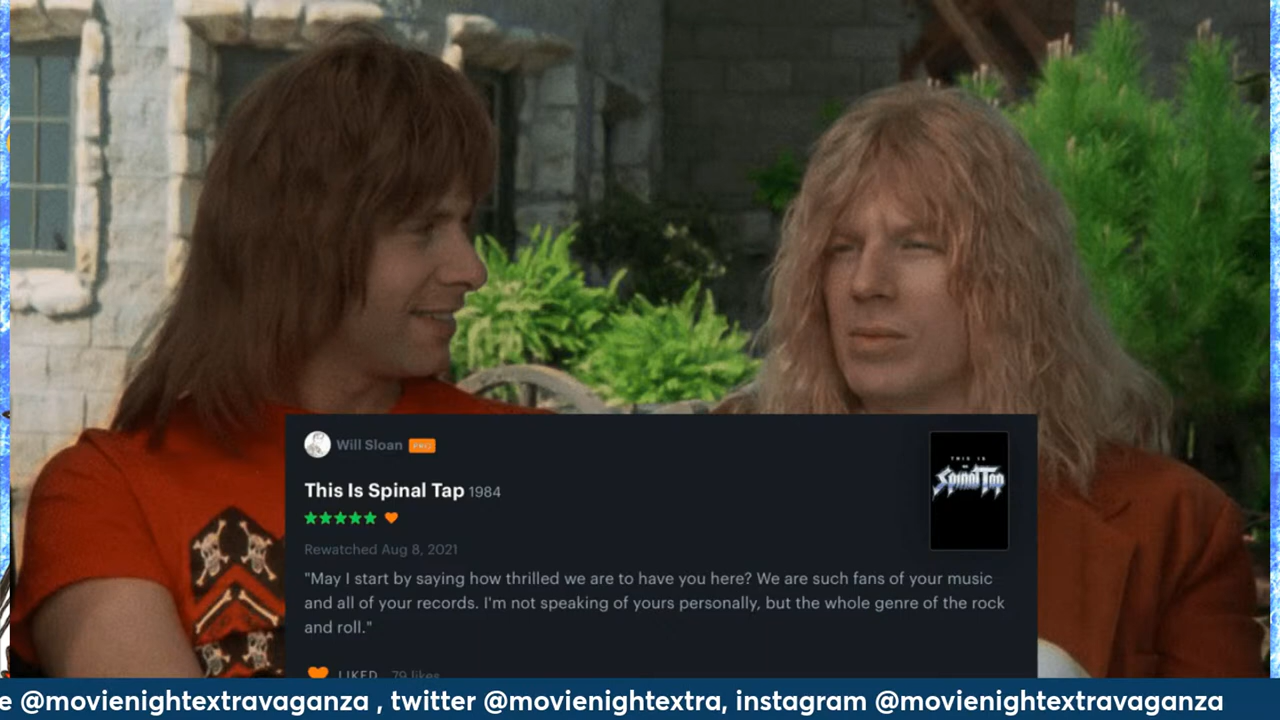 Will Sloan PRO
This Is Spinal Tap 1984
Rewatched Aug 8, 2021
"May I start by saying how thrilled we are to have you here? We are such fans of your music
and all of your records. I'm not speaking of yours personally, but the whole genre of the rock
and roll."
THIS IS
SPINAL TAP
LIKED 79 likes
e @movienightextravaganza , twitter @movienightextra, instagram @movienightextravaganza